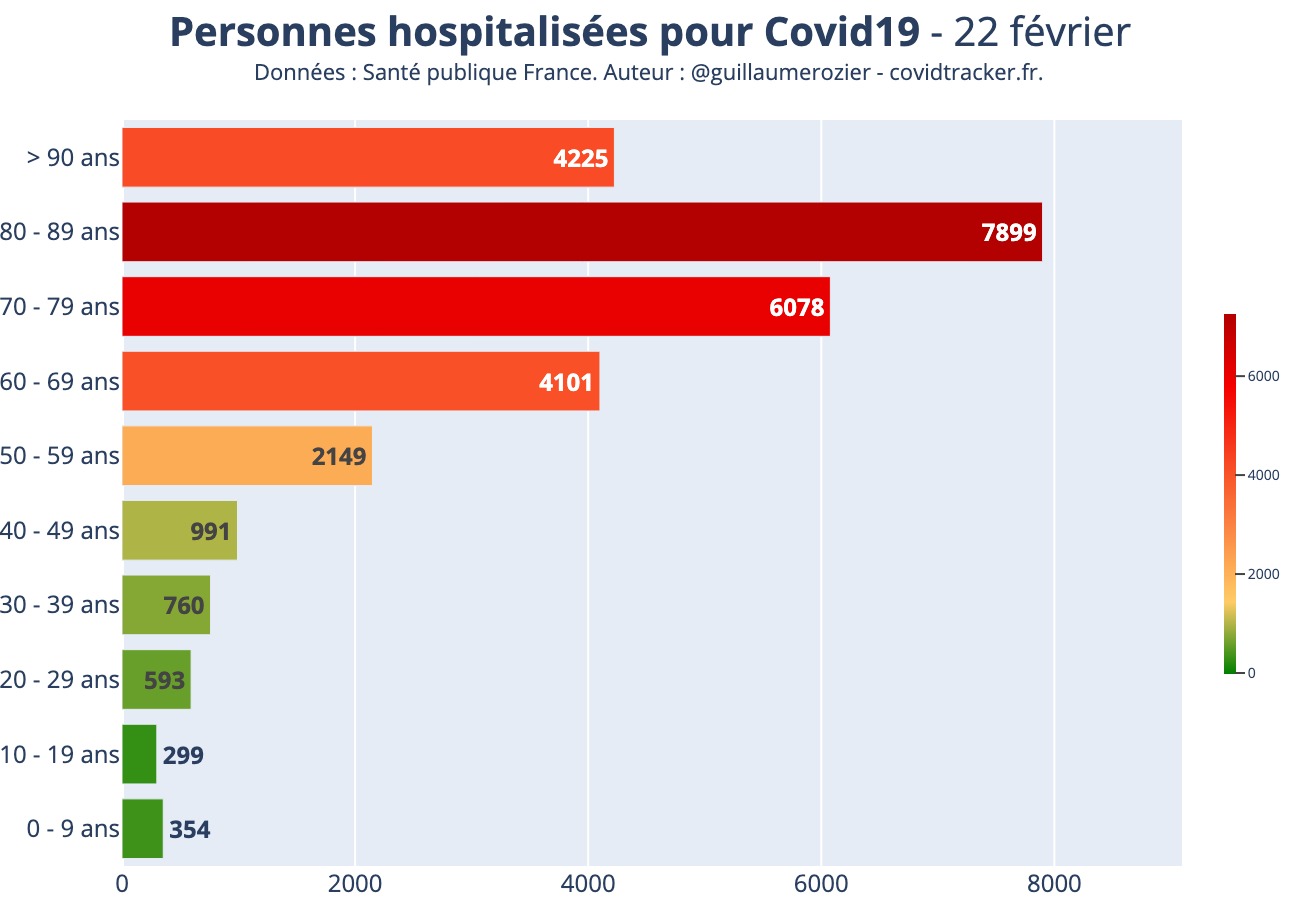 Personnes hospitalisées pour Covid19 - 22 février
Données : Santé publique France. Auteur : @guillaumerozier - covidtracker.fr.
> 90 ans 4225
80 - 89 ans 7899
70 - 79 ans 6078
60 - 69 ans 4101
50 - 59 ans 2149
40 - 49 ans 991
30 - 39 ans 760
20 - 29 ans 593
10 - 19 ans 299
0 - 9 ans 354
0 2000 4000 6000 8000
6000
4000
2000
0